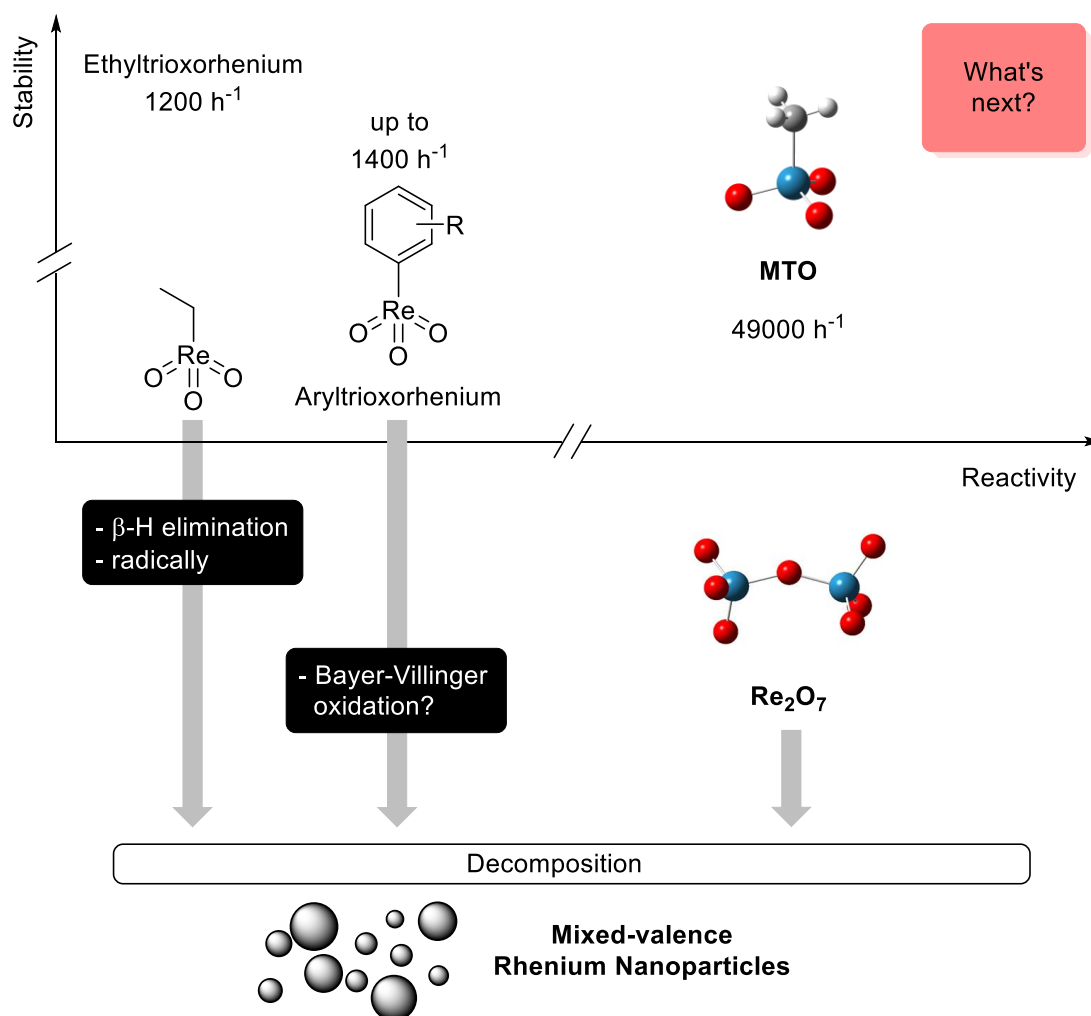 Stability
Ethyltrioxorhenium
1200 h-1
up to
1400 h-1
R
Re
O
O
O
Aryltrioxorhenium
Re
O
O
O
MTO
49000 h-1
What's
next?
Reactivity
- β-H elimination
- radically
- Bayer-Villinger
oxidation?
Re2O7
Decomposition
Mixed-valence
Rhenium Nanoparticles